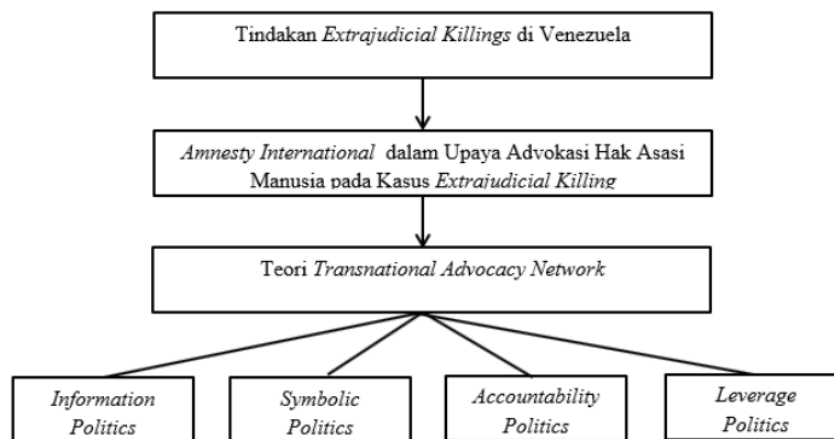 Tindakan Extrajudicial Killings di Venezuela
Amnesty International dalam Upaya Advokasi Hak Asasi
Manusia pada Kasus Extrajudicial Killing
Teori Transnational Advocacy Network
Information
Politics
Symbolic
Politics
Accountability
Politics
Leverage
Politics